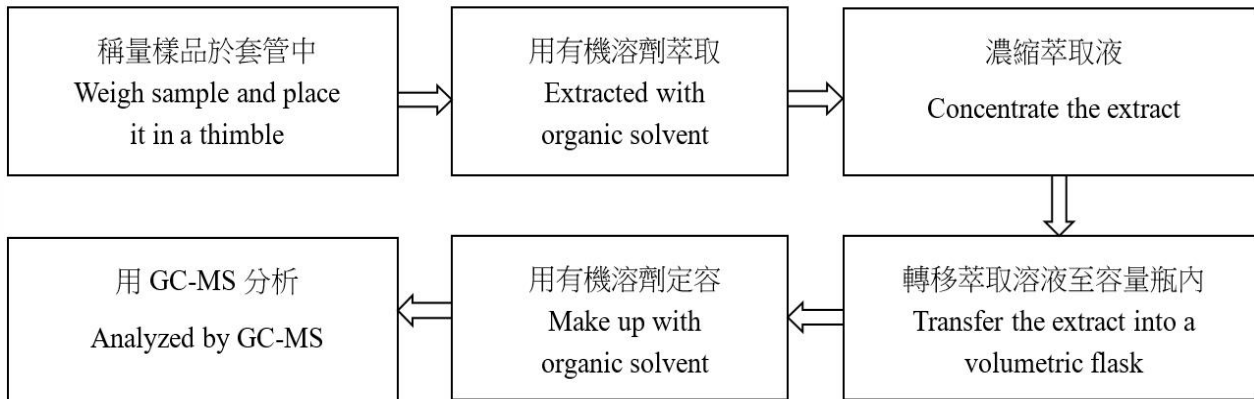 稱量樣品於套管中
Weigh sample and place
it in a thimble
用有機溶劑萃取
Extracted with
organic solvent
濃縮萃取液
Concentrate the extract
轉移萃取溶液至容量瓶內
Transfer the extract into a
volumetric flask
用有機溶劑定容
Make up with
organic solvent
用 GC-MS 分析
Analyzed by GC-MS